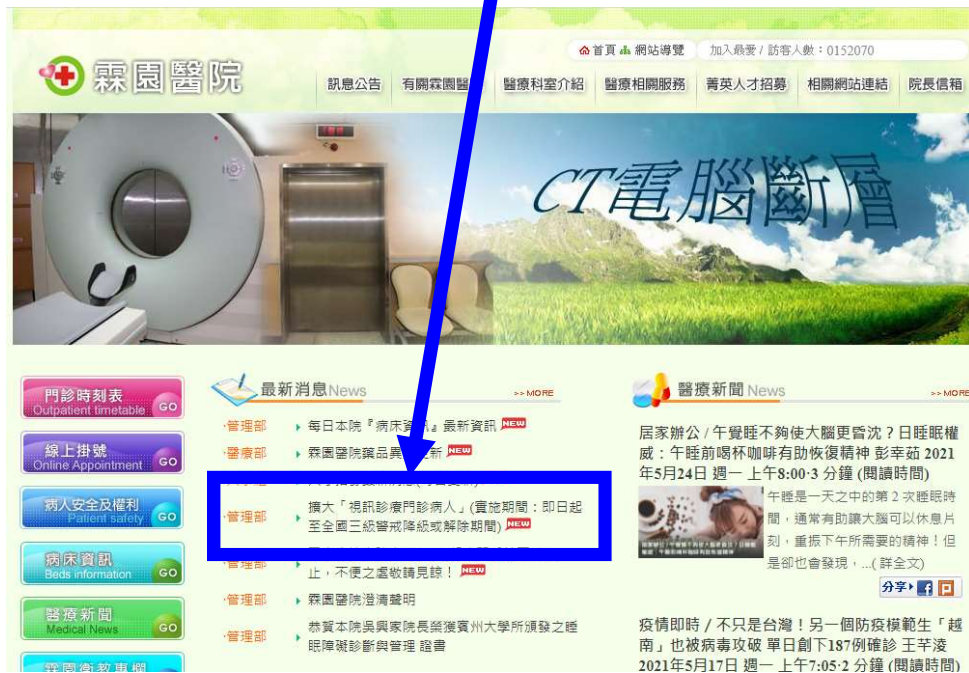 首頁 網站導覽 加入最愛 / 訪客人數：0152070
霖園醫院
訊息公告 有關霖園醫 醫療科室介紹 醫療相關服務 菁英人才招募 相關網站連結 院長信箱
CT電腦斷層
門診時刻表
Outpatient timetable GO
線上掛號
Online Appointment GO
病人安全及權利
Patient safety GO
病床資訊
Beds information GO
醫療新聞
Medical News GO
霖園衛教專欄
最新消息News >> MORE
‧管理部 每日本院『病床資訊』最新資訊 NEW
‧醫療部 霖園醫院藥品異 更新 NEW
‧管理部 擴大「視訊診療門診病人」(實施期間：即日起
至全國三級警戒降級或解除期間) NEW
‧管理部
止，不便之處敬請見諒！ NEW
‧管理部 霖園醫院澄清聲明
‧管理部 恭賀本院吳興家院長榮獲賓州大學所頒發之睡
眠障礙診斷與管理 證書
醫療新聞 News >> MORE
居家辦公 / 午覺睡不夠使大腦更昏沈？日睡眠權
威：午睡前喝杯咖啡有助恢復精神 彭幸茹 2021
年5月24日 週一 上午8:00·3 分鐘 (閱讀時間)
午睡是一天之中的第 2 次睡眠時
間，通常有助讓大腦可以休息片
刻，重振下午所需要的精神！但
是卻也會發現，...( 詳全文)
分享
疫情即時 / 不只是台灣！另一個防疫模範生「越
南」也被病毒攻破 單日創下187例確診 王芊淩
2021年5月17日 週一 上午7:05·2 分鐘 (閱讀時間)